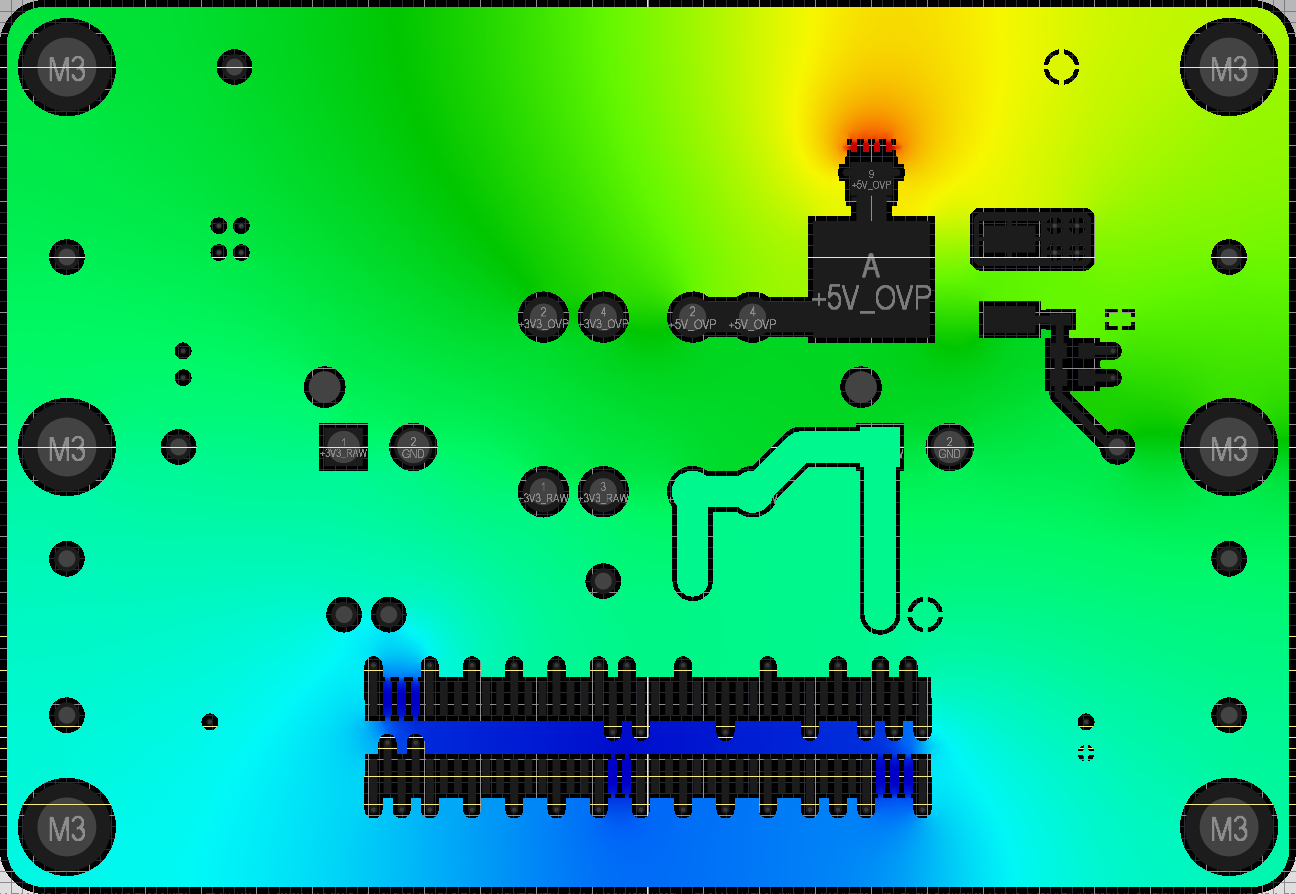 M3
M3
9
+5V_OVP
A
+5V_OVP
2
+3V3_OVP
4
+3V3_OVP
2
+5V_OVP
4
+5V_OVP
M3
1
+3V3_RAW
2
GND
2
GND
M3
1
+3V3_RAW
3
+3V3_RAW
M3
M3